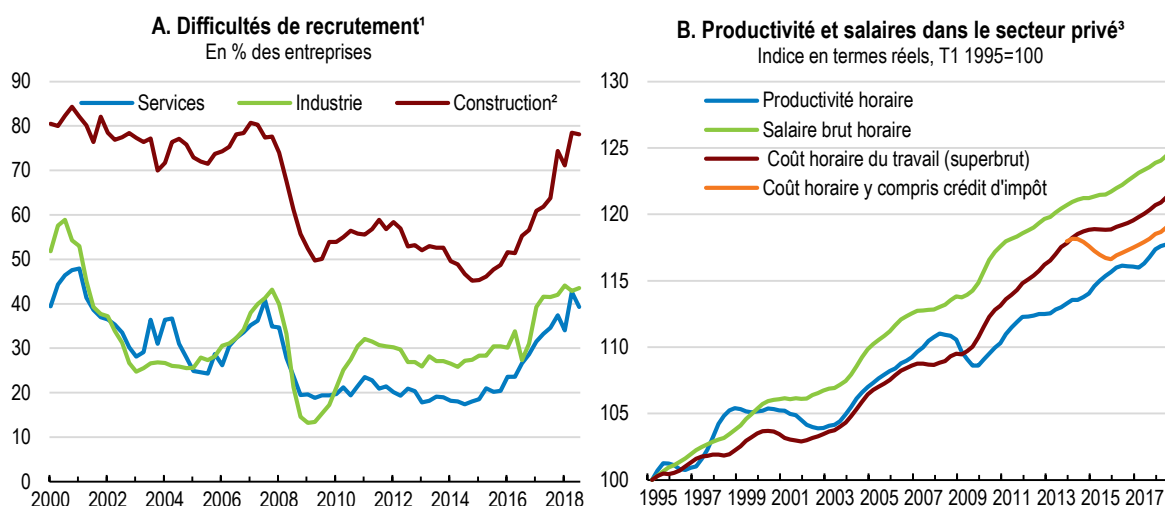 A. Difficultés de recrutement¹
En % des entreprises
90
80
70
60
50
40
30
20
10
0
Services
Industrie
Construction²
2000 2002 2004 2006 2008 2010 2012 2014 2016 2018
B. Productivité et salaires dans le secteur privé³
Indice en termes réels, T1 1995=100
130
125
120
115
110
105
100
Productivité horaire
Salaire brut horaire
Coût horaire du travail (superbrut)
Coût horaire y compris crédit d'impôt
1995 1997 1999 2001 2003 2005 2007 2009 2011 2013 2015 2017